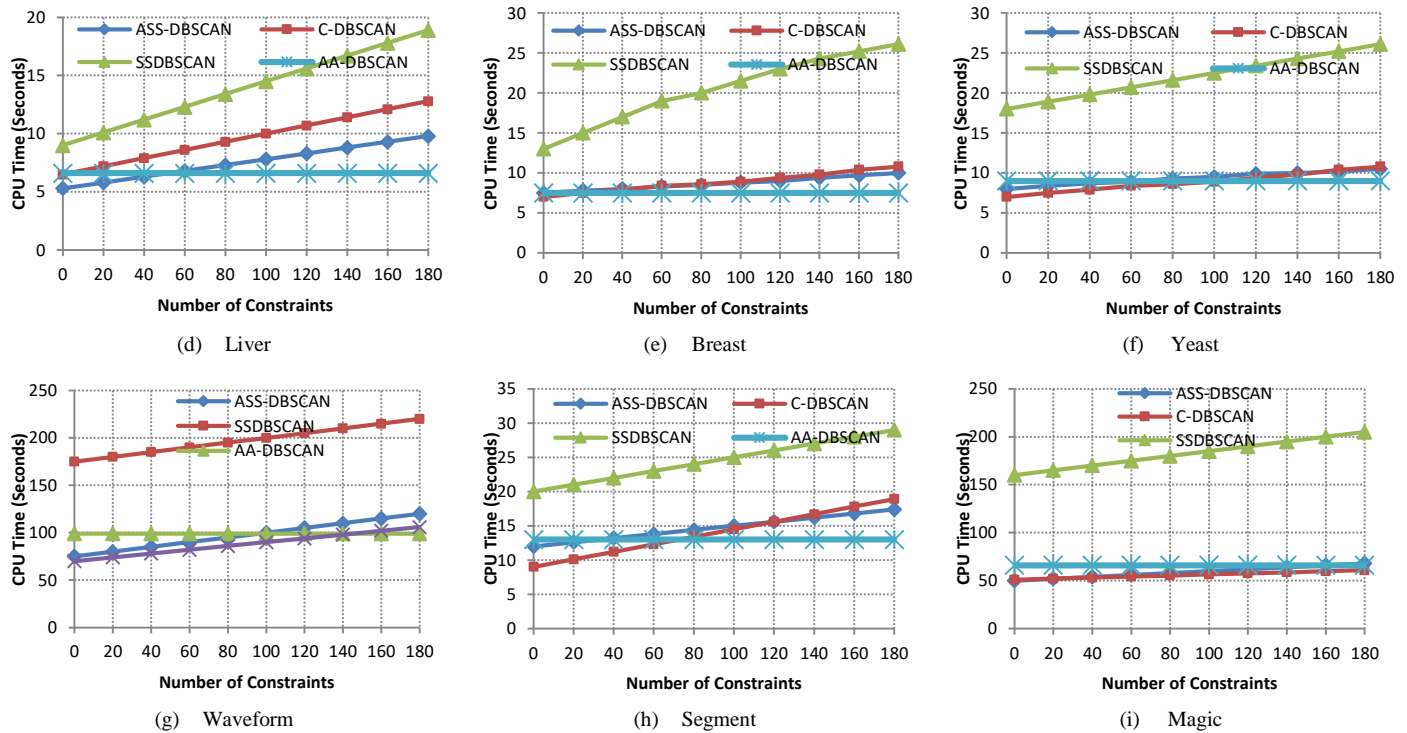 ASS-DBSCAN C-DBSCAN
SSDBSCAN AA-DBSCAN
CPU Time (Seconds)
20
15
10
5
0
0 20 40 60 80 100 120 140 160 180
Number of Constraints
(d) Liver
ASS-DBSCAN C-DBSCAN
SSDBSCAN AA-DBSCAN
CPU Time (Seconds)
30
25
20
15
10
5
0
0 20 40 60 80 100 120 140 160 180
Number of Constraints
(e) Breast
ASS-DBSCAN C-DBSCAN
SSDBSCAN AA-DBSCAN
CPU Time (Seconds)
30
25
20
15
10
5
0
0 20 40 60 80 100 120 140 160 180
Number of Constraints
(f) Yeast
ASS-DBSCAN
SSDBSCAN
AA-DBSCAN
CPU Time (Seconds)
250
200
150
100
50
0
0 20 40 60 80 100 120 140 160 180
Number of Constraints
(g) Waveform
ASS-DBSCAN C-DBSCAN
SSDBSCAN AA-DBSCAN
CPU Time (Seconds)
35
30
25
20
15
10
5
0
0 20 40 60 80 100 120 140 160 180
Number of Constraints
(h) Segment
ASS-DBSCAN
C-DBSCAN
SSDBSCAN
CPU Time (Seconds)
250
200
150
100
50
0
0 20 40 60 80 100 120 140 160 180
Number of Constraints
(i) Magic